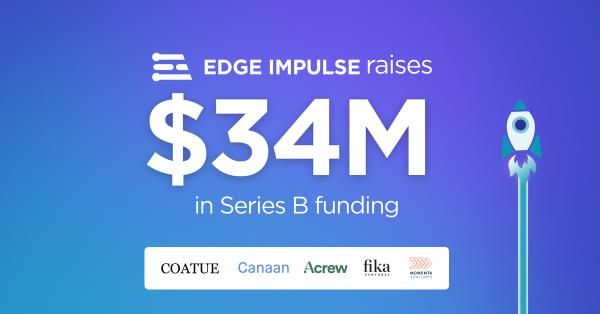 EDGE IMPULSE raises
$34M
in Series B funding
COATUE Canaan Acrew fika VENTURES MOMENTA VENTURES